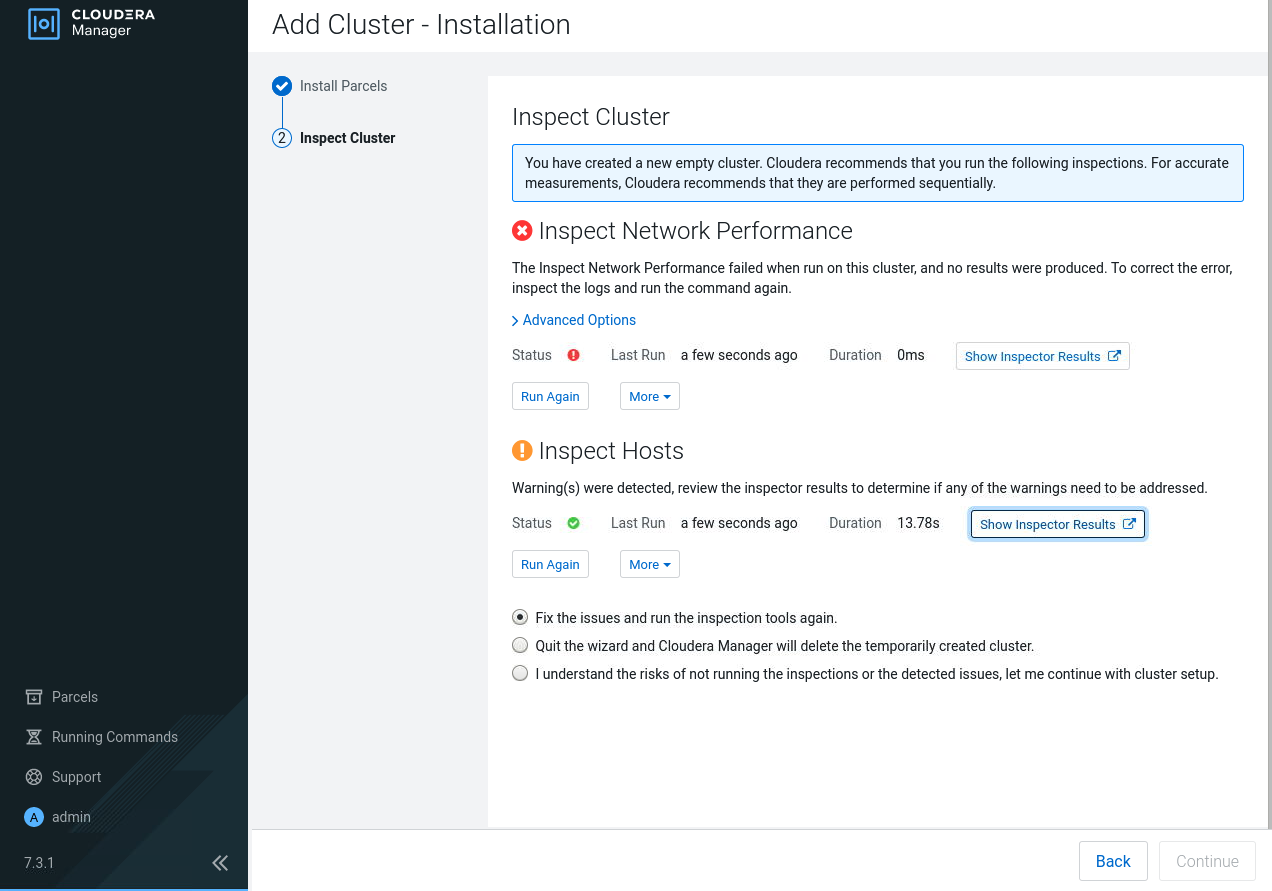 CLOUDERA
Manager
Add Cluster - Installation
Install Parcels
2 Inspect Cluster
Inspect Cluster
You have created a new empty cluster. Cloudera recommends that you run the following inspections. For accurate
measurements, Cloudera recommends that they are performed sequentially.
Inspect Network Performance
The Inspect Network Performance failed when run on this cluster, and no results were produced. To correct the error,
inspect the logs and run the command again.
Advanced Options
Status Last Run a few seconds ago Duration 0ms Show Inspector Results
Run Again More
Inspect Hosts
Warning(s) were detected, review the inspector results to determine if any of the warnings need to be addressed.
Status Last Run a few seconds ago Duration 13.78s Show Inspector Results
Run Again More
Fix the issues and run the inspection tools again.
Quit the wizard and Cloudera Manager will delete the temporarily created cluster.
I understand the risks of not running the inspections or the detected issues, let me continue with cluster setup.
Parcels
Running Commands
Support
A admin
7.3.1
Back Continue